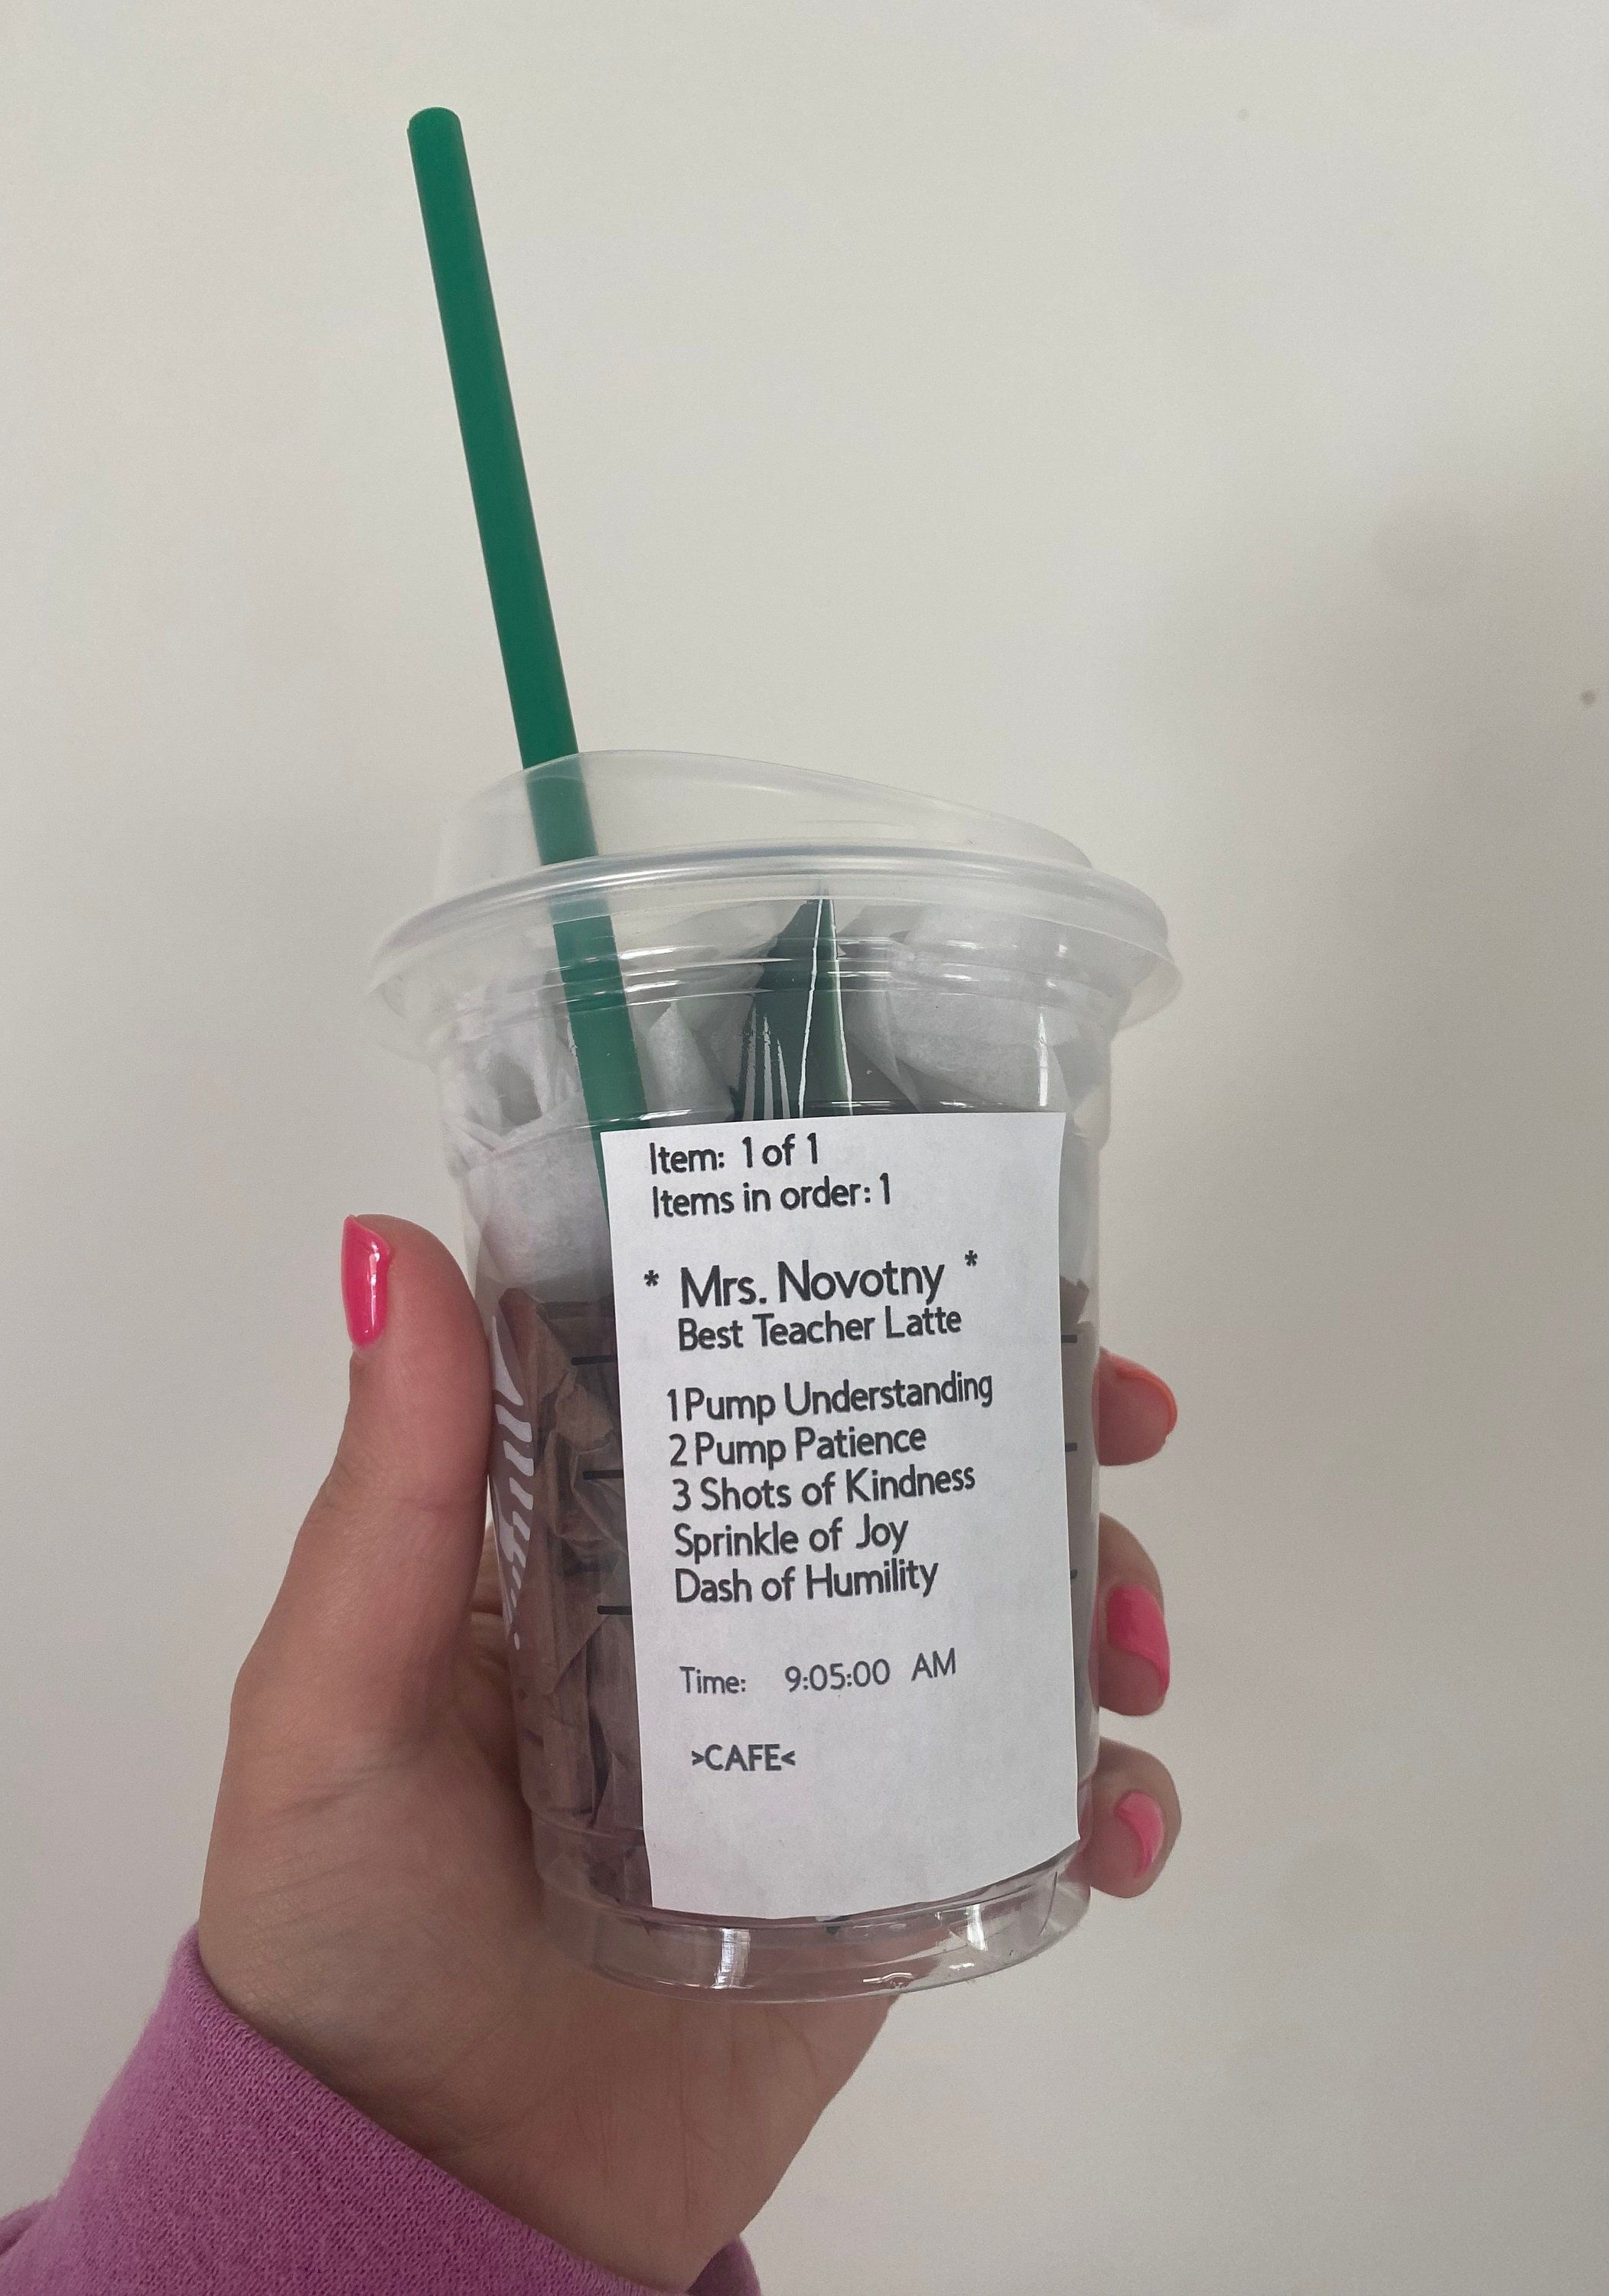 Item: 1 of 1
Items in order: 1
* Mrs. Novotny *
Best Teacher Latte
1 Pump Understanding
2 Pump Patience
3 Shots of Kindness
Sprinkle of Joy
Dash of Humility
Time: 9:05:00 AM
>CAFE<